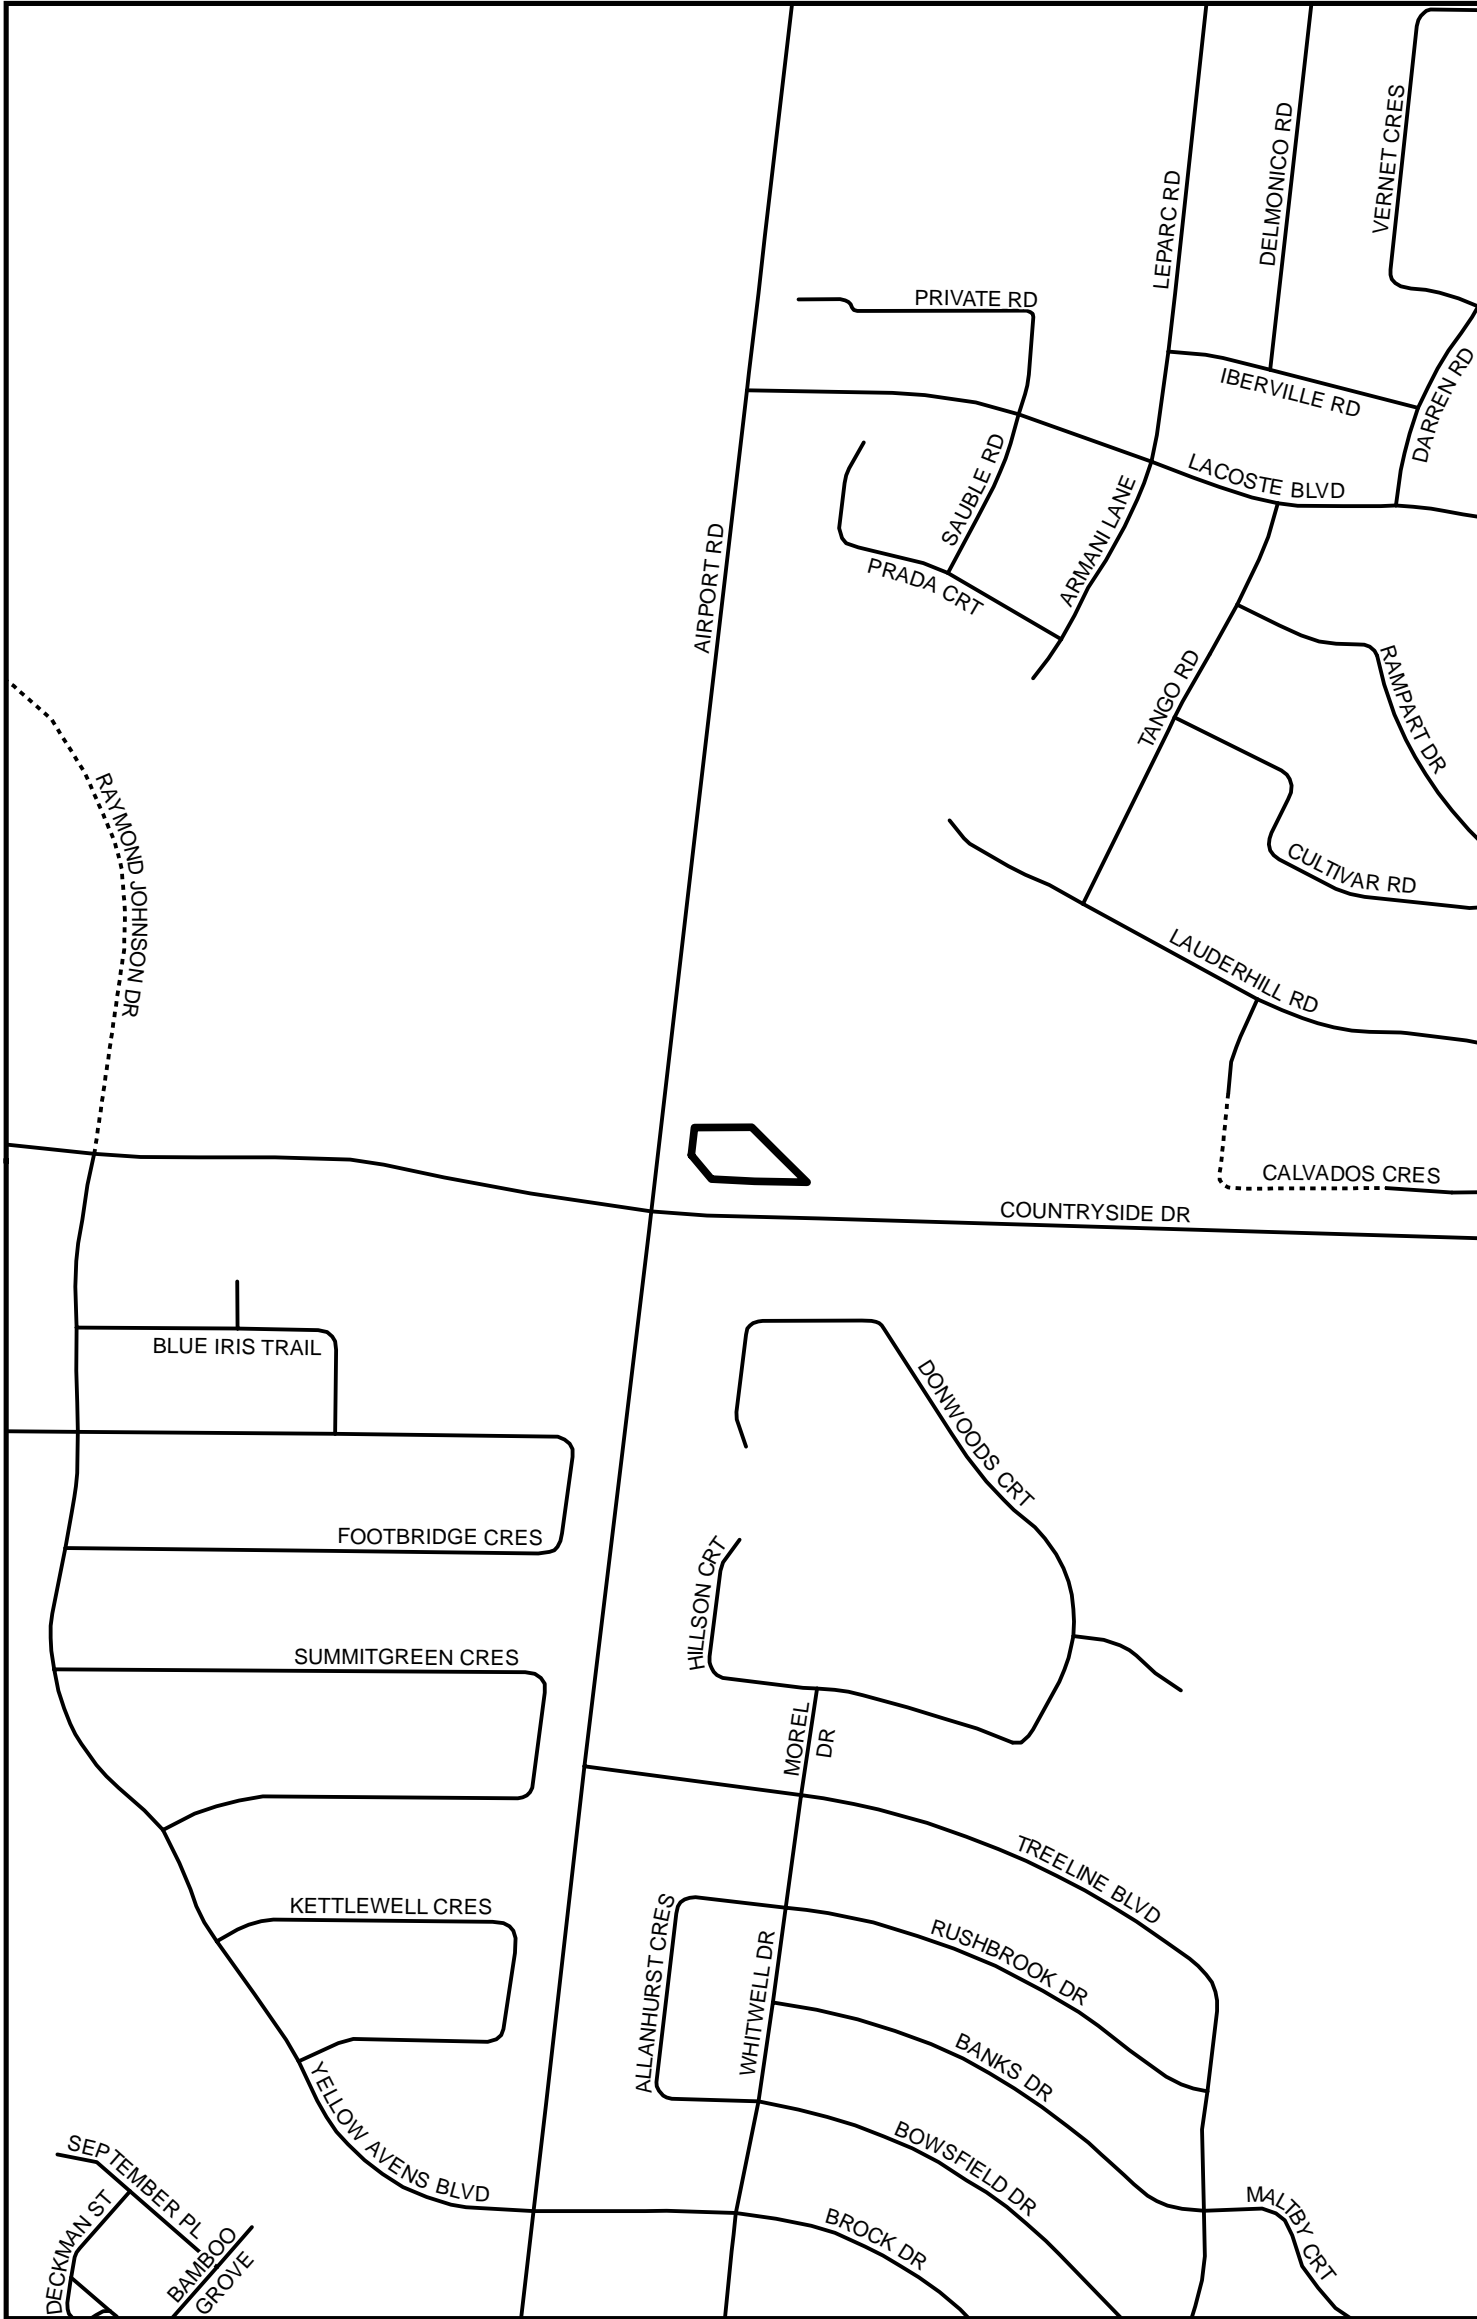 VERNET CRES
DELMONICO RD
LEPARC RD
PRIVATE RD
IBERVILLE RD
DARREN RD
LACOSTE BLVD
SAUBLE RD
ARMANI LANE
AIRPORT RD
PRADA CRT
TANGO RD
RAMPART DR
RAYMOND JOHNSON DR
CULTIVAR RD
LAUDERHILL RD
CALVADOS CRES
COUNTRYSIDE DR
BLUE IRIS TRAIL
DONWOODS CRT
FOOTBRIDGE CRES
HILLSON CRT
SUMMITGREEN CRES
MOREL
DR
TREELINE BLVD
KETTLEWELL CRES
ALLANHURST CRES
RUSHBROOK DR
WHITWELL DR
BANKS DR
YELLOW AVENS BLVD
BOWSFIELD DR
SEPTEMBER PL
MALTBY CRT
DECKMAN ST
BROCK DR
BAMBOO
GROVE